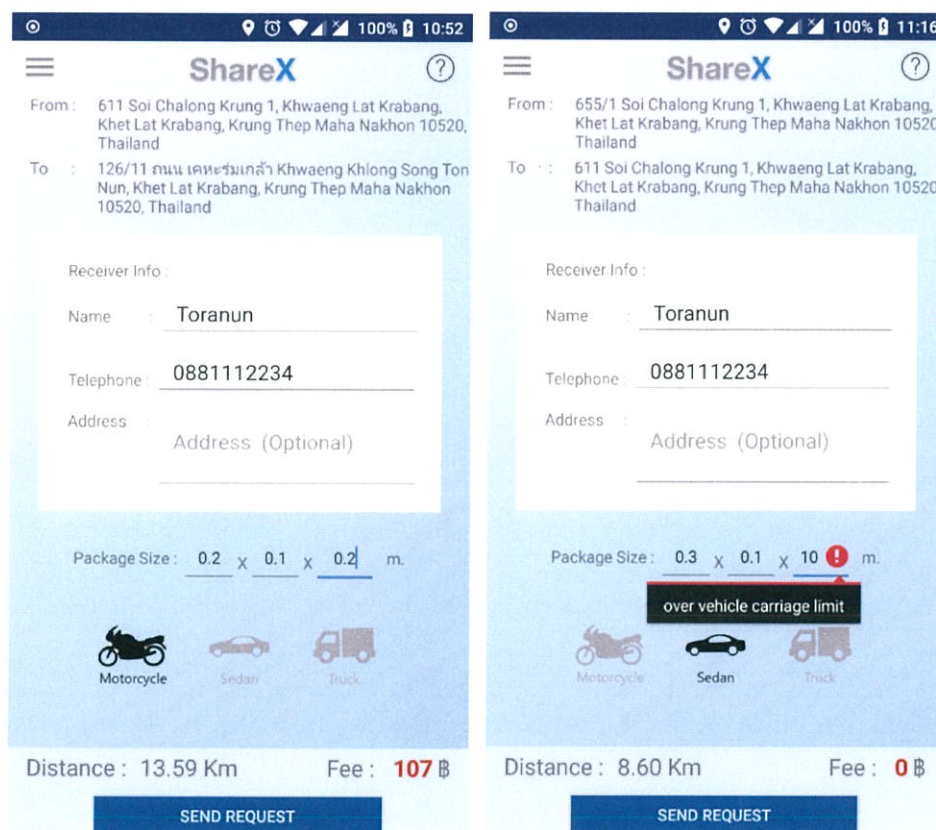 100% 10:52
ShareX
?
From : 611 Soi Chalong Krung 1, Khwaeng Lat Krabang,
Khet Lat Krabang, Krung Thep Maha Nakhon 10520,
Thailand
To : 126/11 ถนน เคหะร่มเกล้า Khwaeng Khlong Song Ton
Nun, Khet Lat Krabang, Krung Thep Maha Nakhon
10520, Thailand
Receiver Info :
Name : Toranun
Telephone : 0881112234
Address :
Address (Optional)
Package Size : 0.2 x 0.1 x 0.2 m.
Motorcycle Sedan Truck
Distance : 13.59 Km Fee : 107 ฿
SEND REQUEST
100% 11:16
ShareX
?
From : 655/1 Soi Chalong Krung 1, Khwaeng Lat Krabang,
Khet Lat Krabang, Krung Thep Maha Nakhon 10520
Thailand
To : 611 Soi Chalong Krung 1, Khwaeng Lat Krabang,
Khet Lat Krabang, Krung Thep Maha Nakhon 10520
Thailand
Receiver Info :
Name : Toranun
Telephone : 0881112234
Address :
Address (Optional)
Package Size : 0.3 x 0.1 x 10 ! m.
over vehicle carriage limit
Motorcycle Sedan Truck
Distance : 8.60 Km Fee : 0 ฿
SEND REQUEST